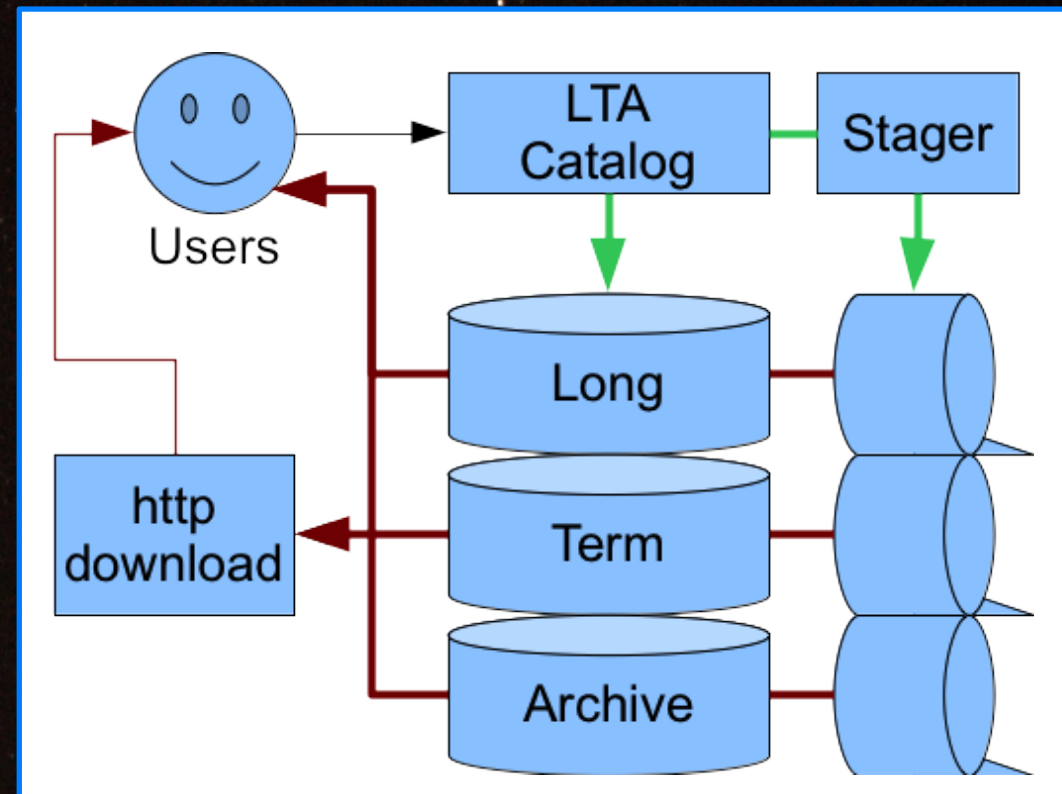 LTA
Catalog
Stager
Users
Long
http
download
Term
Archive